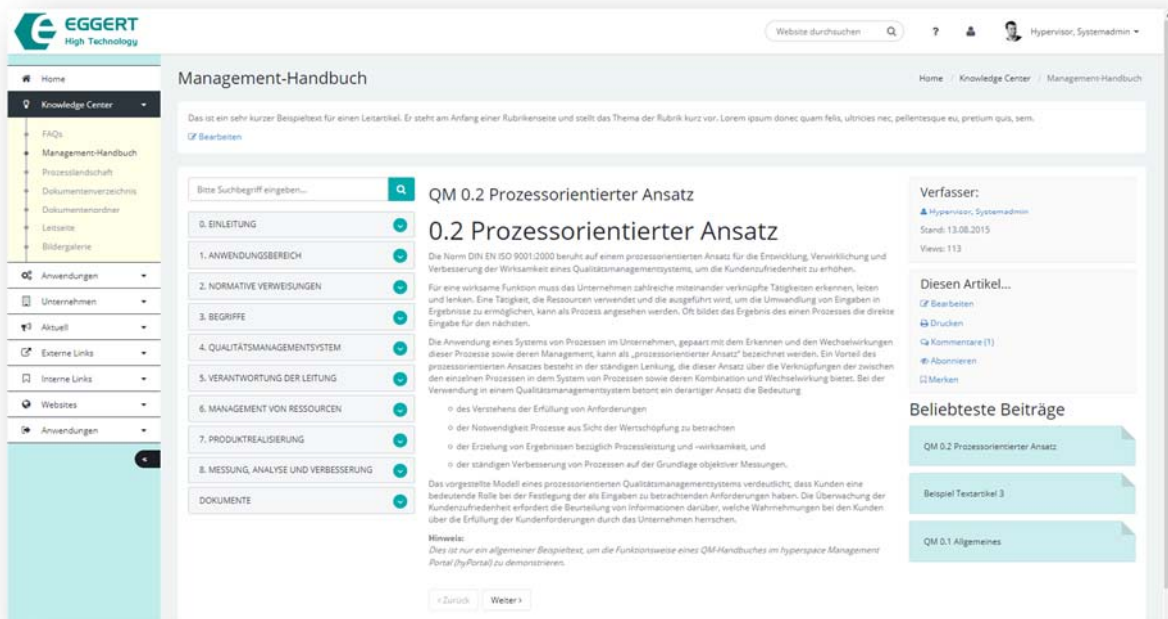 EGGERT
High Technology
Website durchsuchen
?
Hypervisor, Systemadmin
Home
Knowledge Center
FAQs
Management-Handbuch
Prozesslandschaft
Dokumentenverzeichnis
Dokumentenordner
Leitseite
Bildergalerie
Anwendungen
Unternehmen
Aktuell
Externe Links
Interne Links
Websites
Anwendungen
Management-Handbuch
Home / Knowledge Center / Management-Handbuch
Das ist ein sehr kurzer Beispieltext für einen Leitartikel. Er steht am Anfang einer Rubrikenseite und stellt das Thema der Rubrik kurz vor. Lorem ipsum donec quam felis, ultricies nec, pellentesque eu, pretium quis, sem.
Bearbeiten
Bitte Suchbegriff eingeben...
0. EINLEITUNG
1. ANWENDUNGSBEREICH
2. NORMATIVE VERWEISUNGEN
3. BEGRIFFE
4. QUALITÄTSMANAGEMENTSYSTEM
5. VERANTWORTUNG DER LEITUNG
6. MANAGEMENT VON RESSOURCEN
7. PRODUKTREALISIERUNG
8. MESSUNG, ANALYSE UND VERBESSERUNG
DOKUMENTE
QM 0.2 Prozessorientierter Ansatz
0.2 Prozessorientierter Ansatz
Die Norm DIN EN ISO 9001:2000 beruht auf einem prozessorientierten Ansatz für die Entwicklung, Verwirklichung und
Verbesserung der Wirksamkeit eines Qualitätsmanagementsystems, um die Kundenzufriedenheit zu erhöhen.
Für eine wirksame Funktion muss das Unternehmen zahlreiche miteinander verknüpfte Tätigkeiten erkennen, leiten
und lenken. Eine Tätigkeit, die Ressourcen verwendet und die ausgeführt wird, um die Umwandlung von Eingaben in
Ergebnisse zu ermöglichen, kann als Prozess angesehen werden. Oft bildet das Ergebnis des einen Prozesses die direkte
Eingabe für den nächsten.
Die Anwendung eines Systems von Prozessen im Unternehmen, gepaart mit dem Erkennen und den Wechselwirkungen
dieser Prozesse sowie deren Management, kann als „prozessorientierter Ansatz“ bezeichnet werden. Ein Vorteil des
prozessorientierten Ansatzes besteht in der ständigen Lenkung, die dieser Ansatz über die Verknüpfungen der zwischen
den einzelnen Prozessen in dem System von Prozessen sowie deren Kombination und Wechselwirkung bietet. Bei der
Verwendung in einem Qualitätsmanagementsystem betont ein derartiger Ansatz die Bedeutung
des Verstehens der Erfüllung von Anforderungen
der Notwendigkeit Prozesse aus Sicht der Wertschöpfung zu betrachten
der Erzielung von Ergebnissen bezüglich Prozessleistung und –wirksamkeit, und
der ständigen Verbesserung von Prozessen auf der Grundlage objektiver Messungen.
Das vorgestellte Modell eines prozessorientierten Qualitätsmanagementsystems verdeutlicht, dass Kunden eine
bedeutende Rolle bei der Festlegung der als Eingaben zu betrachtenden Anforderungen haben. Die Überwachung der
Kundenzufriedenheit erfordert die Beurteilung von Informationen darüber, welche Wahrnehmungen bei den Kunden
über die Erfüllung der Kundenforderungen durch das Unternehmen herrschen.
Hinweis:
Dies ist nur ein allgemeiner Beispieltext, um die Funktionsweise eines QM-Handbuches im hyperspace Management
Portal (hyPortal) zu demonstrieren.
‹ Zurück
Weiter ›
Verfasser:
Hypervisor, Systemadmin
Stand: 13.08.2015
Views: 113
Diesen Artikel...
Bearbeiten
Drucken
Kommentare (1)
Abonnieren
Merken
Beliebteste Beiträge
QM 0.2 Prozessorientierter Ansatz
Beispiel Textartikel 3
QM 0.1 Allgemeines